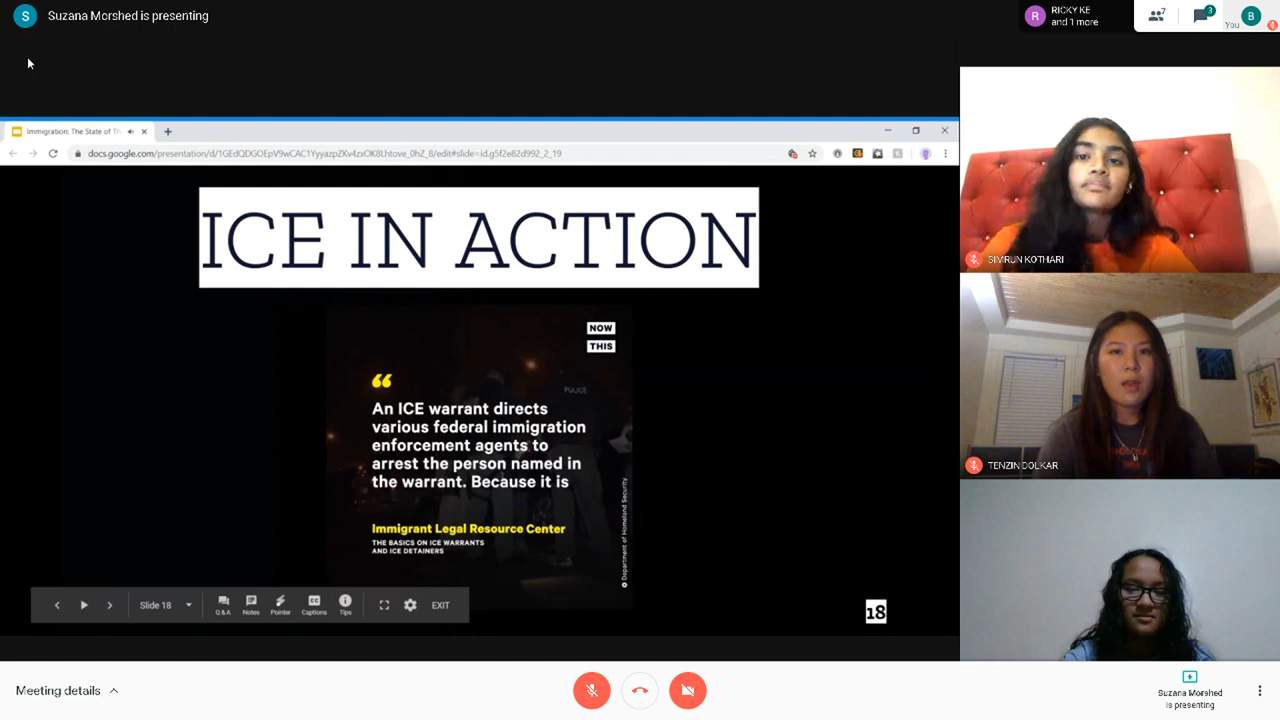 S
Suzana Morshed is presenting
R
RICKY KE
and 1 more
7
3
You
B
Immigration: The State of Th
docs.google.com/presentation/d/1GEdQDGOEpV9wCAC1YyyazpZKv4zxOK8Lhtove_0hZ_8/edit#slide=id.g5f2e82d992_2_19
ICE IN ACTION
NOW
THIS
POLICE
“
An ICE warrant directs
various federal immigration
enforcement agents to
arrest the person named in
the warrant. Because it is
Immigrant Legal Resource Center
THE BASICS ON ICE WARRANTS
AND ICE DETAINERS
© Department of Homeland Security
Slide 18
Q&A
Notes
Pointer
Captions
Tips
EXIT
18
SIMRUN KOTHARI
TENZIN DOLKAR
Meeting details
Suzana Morshed
is presenting